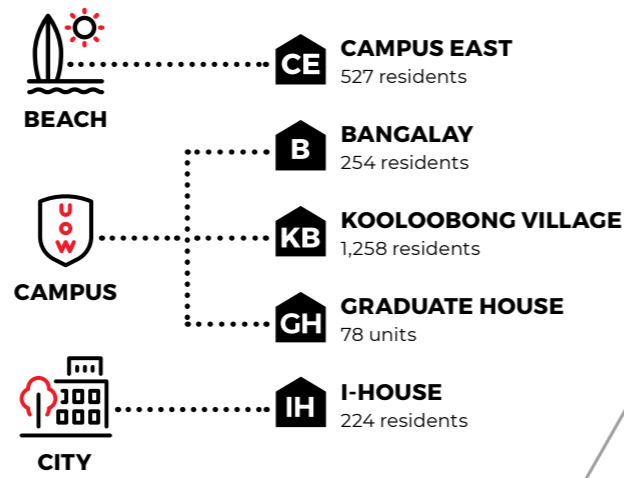 BEACH
CE
CAMPUS EAST
527 residents
B
BANGALAY
254 residents
UOW
CAMPUS
KB
KOOLOOBONG VILLAGE
1,258 residents
GH
GRADUATE HOUSE
78 units
CITY
IH
I-HOUSE
224 residents